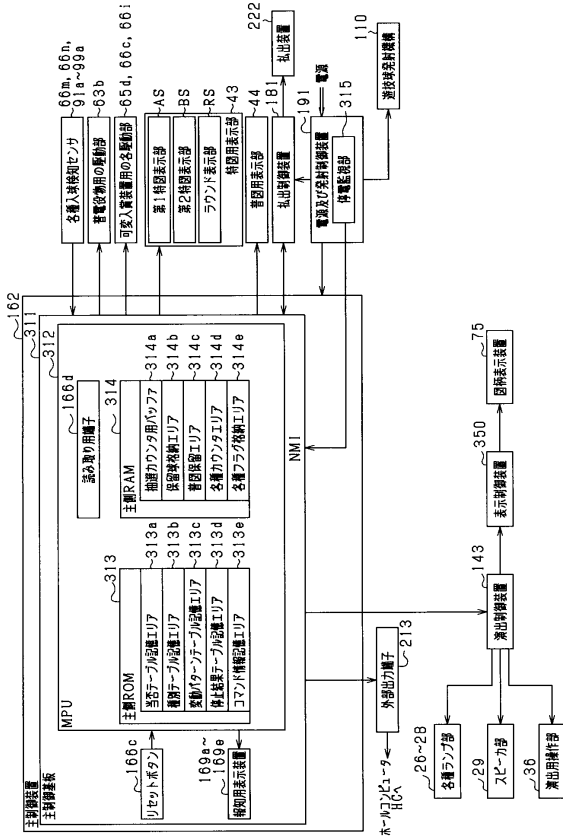 主制御装置
162
主制御基板
311
MPU
312
主側ROM
313
当否テーブル記憶エリア
313a
種別テーブル記憶エリア
313b
変動パターンテーブル記憶エリア
313c
停止結果テーブル記憶エリア
313d
コマンド情報記憶エリア
313e
読み取り用端子
166d
主側RAM
314
抽選カウンタ用バッファ
314a
保留球格納エリア
314b
普図保留エリア
314c
各種カウンタエリア
314d
各種フラグ格納エリア
314e
NMI
リセットボタン
166c
報知用表示装置
169a~
169e
各種入球検知センサ
66m, 66n,
91a~99a
普電役物用の駆動部
63b
可変入賞装置用の各駆動部
65d, 66c, 66i
第1特図表示部
AS
第2特図表示部
BS
ラウンド表示部
RS
特図用表示部
43
普図用表示部
44
払出制御装置
181
払出装置
222
電源及び発射制御装置
191
停電監視部
315
電源
遊技球発射機構
110
外部出力端子
213
ホールコンピュータ
HCへ
演出制御装置
143
表示制御装置
350
図柄表示装置
75
各種ランプ部
26~28
スピーカ部
29
演出用操作部
36